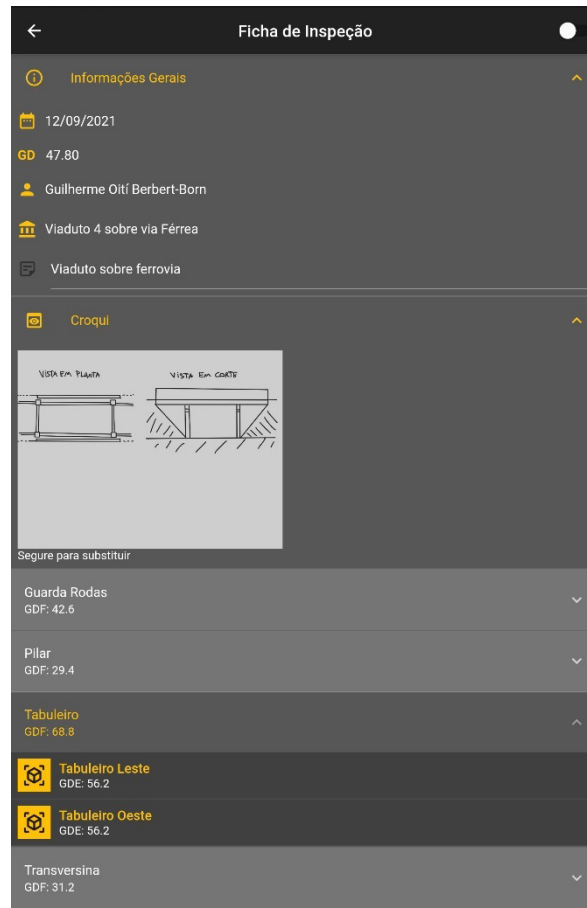 Ficha de Inspeção
Informações Gerais
12/09/2021
GD 47.80
Guilherme Oití Berbert-Born
Viaduto 4 sobre via Férrea
Viaduto sobre ferrovia
Croqui
VISTA EM PLANTA VISTA EM CORTE
Segure para substituir
Guarda Rodas
GDF: 42.6
Pilar
GDF: 29.4
Tabuleiro
GDF: 68.8
Tabuleiro Leste
GDE: 56.2
Tabuleiro Oeste
GDE: 56.2
Transversina
GDF: 31.2